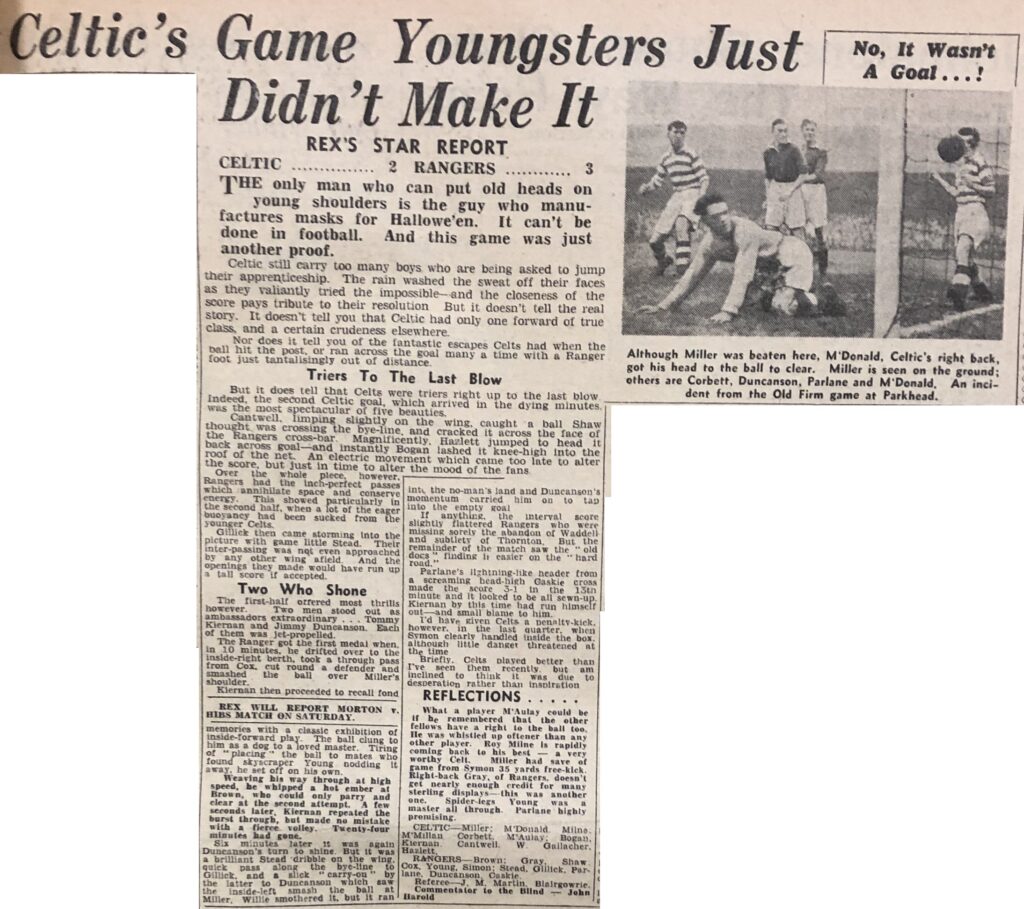 Celtic's Game Youngsters Just
Didn't Make It
REX'S STAR REPORT
CELTIC ............... 2 RANGERS ............ 3
THE only man who can put old heads on
young shoulders is the guy who manu-
factures masks for Hallowe'en. It can't be
done in football. And this game was just
another proof.
Celtic still carry too many boys who are being asked to jump
their apprenticeship. The rain washed the sweat off their faces
as they valiantly tried the impossible—and the closeness of the
score pays tribute to their resolution But it doesn't tell the real
story. It doesn't tell you that Celtic had only one forward of true
class, and a certain crudeness elsewhere.
Nor does it tell you of the fantastic escapes Celts had when the
ball hit the post, or ran across the goal many a time with a Ranger
foot just tantalisingly out of distance.
Triers To The Last Blow
But it does tell that Celts were triers right up to the last blow.
Indeed, the second Celtic goal, which arrived in the dying minutes,
was the most spectacular of five beauties.
Cantwell, limping slightly on the wing, caught a ball Shaw
thought was crossing the bye-line, and cracked it across the face of
the Rangers cross-bar. Magnificently, Hazlett jumped to head it
back across goal—and instantly Bogan lashed it knee-high into the
roof of the net. An electric movement which came too late to alter
the score, but just in time to alter the mood of the fans.
Over the whole piece, however,
Rangers had the inch-perfect passes
which annihilate space and conserve
energy. This showed particularly in
the second half, when a lot of the eager
buoyancy had been sucked from the
younger Celts.
Gillick then came storming into the
picture with game little Stead. Their
inter-passing was not even approached
by any other wing afield. And the
openings they made would have run up
a tall score if accepted.
Two Who Shone
The first-half offered most thrills
however. Two men stood out as
ambassadors extraordinary . . . Tommy
Kiernan and Jimmy Duncanson. Each
of them was jet-propelled.
The Ranger got the first medal when,
in 10 minutes, he drifted over to the
inside-right berth, took a through pass
from Cox, cut round a defender and
smashed the ball over Miller's
shoulder.
Kiernan then proceeded to recall fond
REX WILL REPORT MORTON v.
HIBS MATCH ON SATURDAY.
memories with a classic exhibition of
inside-forward play. The ball clung to
him as a dog to a loved master. Tiring
of "placing" the ball to mates who
found skyscraper Young nodding it
away, he set off on his own.
Weaving his way through at high
speed, he whipped a hot ember at
Brown, who could only parry and
clear at the second attempt. A few
seconds later, Kiernan repeated the
burst through, but made no mistake
with a fierce volley. Twenty-four
minutes had gone.
Six minutes later it was again
Duncanson's turn to shine. But it was
a brilliant Stead dribble on the wing,
quick pass along the bye-line to
Gillick, and a slick "carry-on" by
the latter to Duncanson which saw
the inside-left smash the ball at
Miller. Willie smothered it, but it ran
into the no-man's land and Duncanson's
momentum carried him on to tap
into the empty goal
If anything, the interval score
slightly flattered Rangers who were
missing sorely the abandon of Waddell
and subtlety of Thornton. But the
remainder of the match saw the "old
docs" finding is easier on the "hard
road."
Parlane's lightning-like header from
a screaming head-high Caskie cross
made the score 3-1 in the 13th
minute and it looked to be all sewn-up.
Kiernan by this time had run himself
out—and small blame to him.
I'd have given Celts a penalty-kick,
however, in the last quarter, when
Symon clearly handled inside the box,
although little danger threatened at
the time
Briefly, Celts played better than
I've seen them recently, but am
inclined to think it was due to
desperation rather than inspiration
REFLECTIONS . . . . .
What a player M'Aulay could be
if he remembered that the other
fellows have a right to the ball too.
He was whistled up oftener than any
other player. Roy Milne is rapidly
coming back to his best — a very
worthy Celt. Miller had save of
game from Symon 35 yards free-kick.
Right-back Gray, of Rangers, doesn't
get nearly enough credit for many
sterling displays—this was another
one. Spider-legs Young was a
master all through. Parlane highly
promising.
CELTIC—Miller; M'Donald, Milne,
M'Millan Corbett, M'Aulay; Bogan,
Kiernan, Cantwell, W. Gallacher,
Hazlett.
RANGERS—Brown; Gray, Shaw,
Cox, Young, Simon; Stead, Gillick, Par-
lane, Duncanson, Caskie.
Referee—J. M. Martin, Blairgowrie.
Commentator to the Blind — John
Harold
No, It Wasn't
A Goal...!
Although Miller was beaten here, M'Donald, Celtic's right back,
got his head to the ball to clear. Miller is seen on the ground;
others are Corbett, Duncanson, Parlane and M'Donald. An inci-
dent from the Old Firm game at Parkhead.